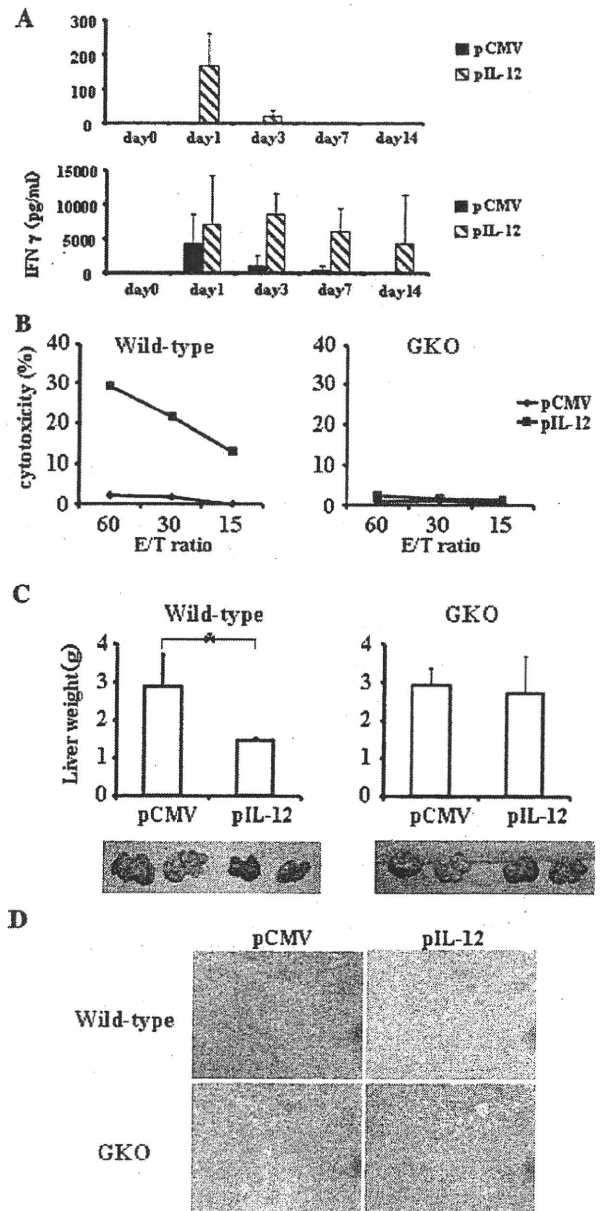 A
300
200
100
0
day0 day1 day3 day7 day14
pCMV
pIL-12
IFN γ (pg/ml)
15000
10000
5000
0
day0 day1 day3 day7 day14
pCMV
pIL-12
B
Wild-type
cytotoxicity (%)
40
30
20
10
0
60 30 15
E/T ratio
GKO
40
30
20
10
0
60 30 15
E/T ratio
pCMV
pIL-12
C
Wild-type
*
Liver weight(g)
4
3
2
1
0
pCMV pIL-12
GKO
4
3
2
1
0
pCMV pIL-12
D
pCMV pIL-12
Wild-type
GKO